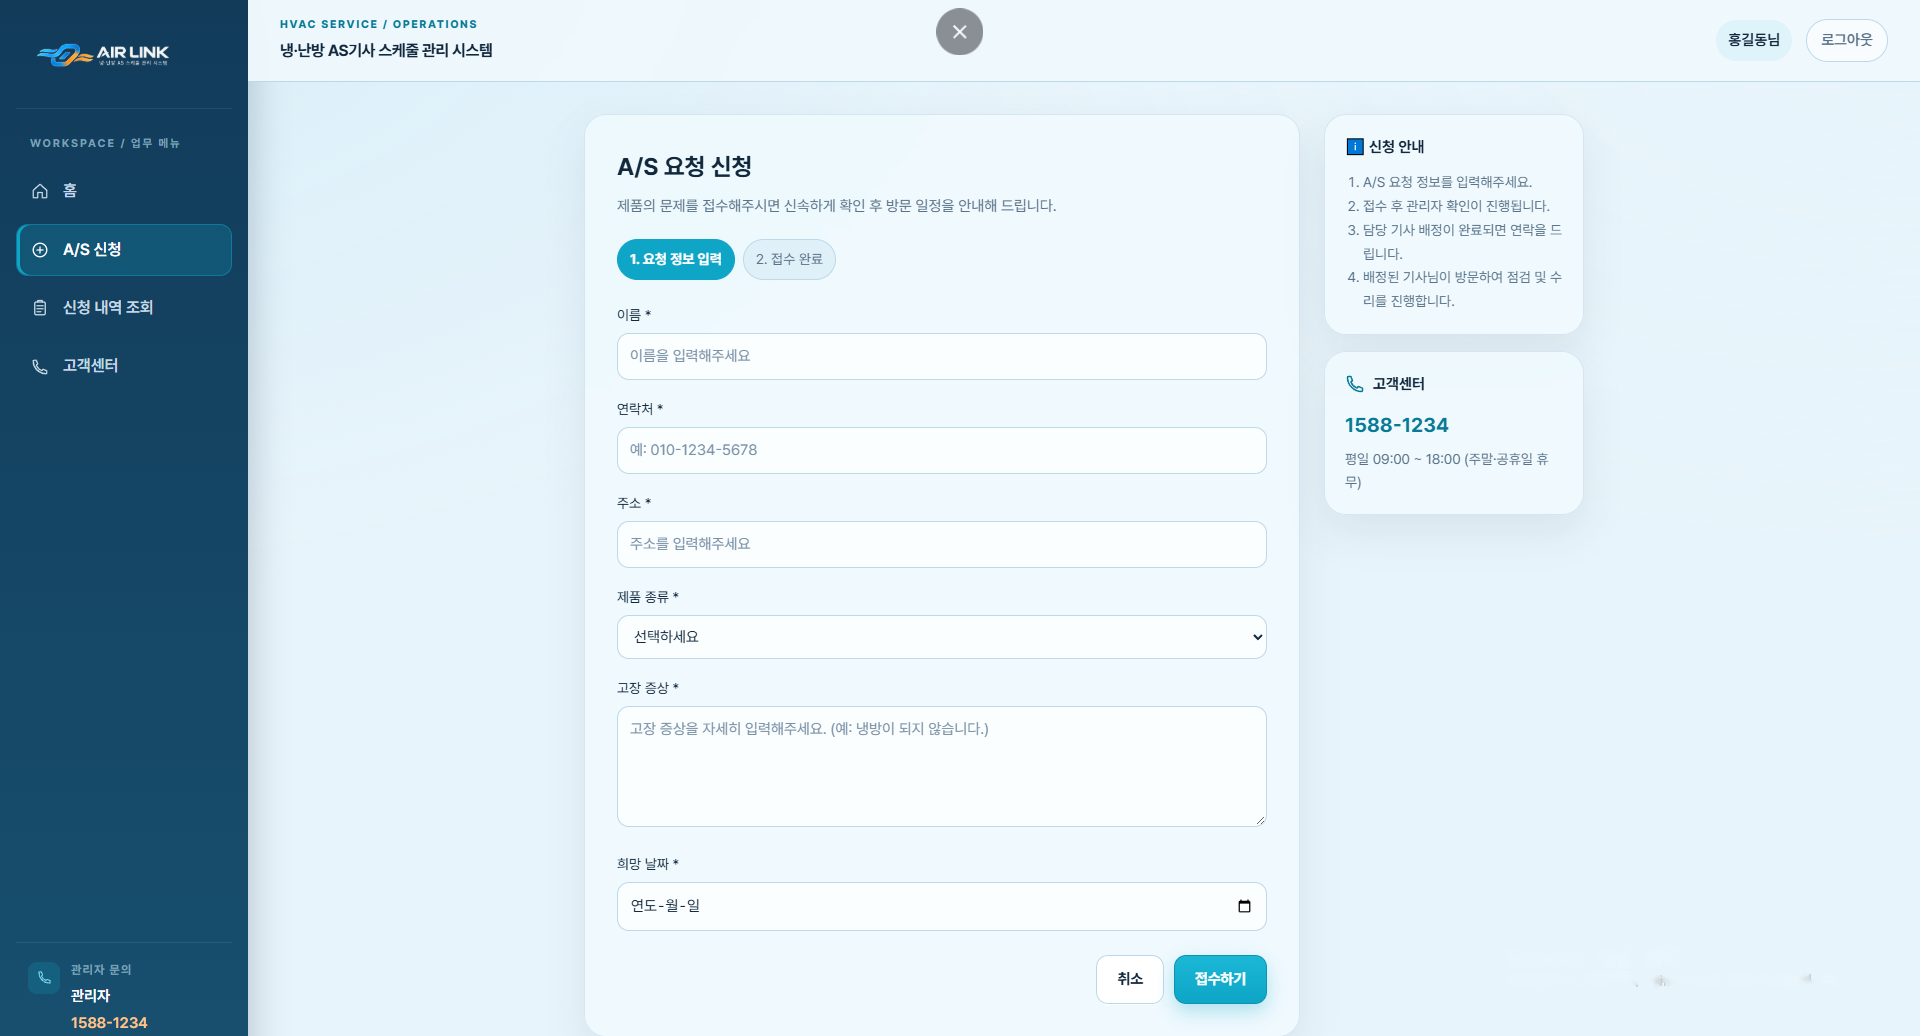 AIR LINK
냉·난방 AS 스케줄 관리 시스템
WORKSPACE / 업무 메뉴
홈
A/S 신청
신청 내역 조회
고객센터
관리자 문의
관리자
1588-1234
HVAC SERVICE / OPERATIONS
냉·난방 AS기사 스케줄 관리 시스템
홍길동님
로그아웃
A/S 요청 신청
제품의 문제를 접수해주시면 신속하게 확인 후 방문 일정을 안내해 드립니다.
1. 요청 정보 입력
2. 접수 완료
이름 *
이름을 입력해주세요
연락처 *
예: 010-1234-5678
주소 *
주소를 입력해주세요
제품 종류 *
선택하세요
고장 증상 *
고장 증상을 자세히 입력해주세요. (예: 냉방이 되지 않습니다.)
희망 날짜 *
연도-월-일
취소
접수하기
신청 안내
1. A/S 요청 정보를 입력해주세요.
2. 접수 후 관리자 확인이 진행됩니다.
3. 담당 기사 배정이 완료되면 연락을 드
립니다.
4. 배정된 기사님이 방문하여 점검 및 수
리를 진행합니다.
고객센터
1588-1234
평일 09:00 ~ 18:00 (주말·공휴일 휴
무)